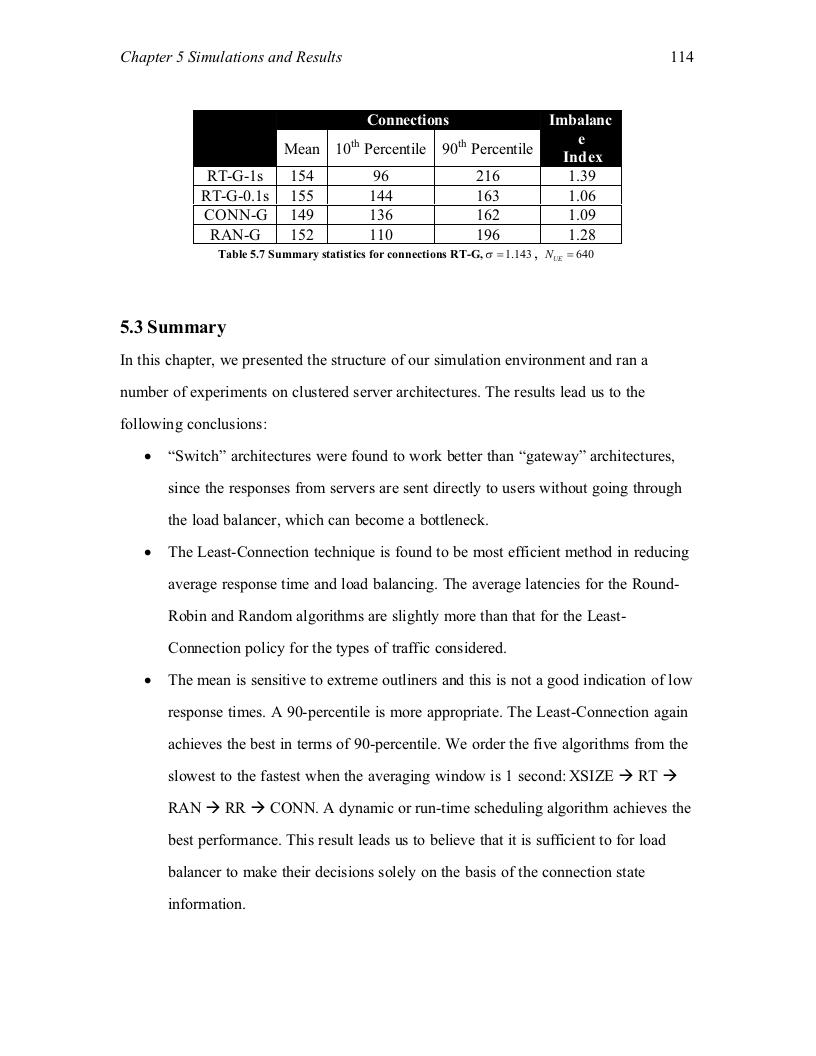 Chapter 5 Simulations and Results 114
Connections Imbalanc
e
Index
Mean 10th Percentile 90th Percentile
RT-G-1s 154 96 216 1.39
RT-G-0.1s 155 144 163 1.06
CONN-G 149 136 162 1.09
RAN-G 152 110 196 1.28
Table 5.7 Summary statistics for connections RT-G, σ = 1.143 , N_UE = 640
5.3 Summary
In this chapter, we presented the structure of our simulation environment and ran a
number of experiments on clustered server architectures. The results lead us to the
following conclusions:
• “Switch” architectures were found to work better than “gateway” architectures,
since the responses from servers are sent directly to users without going through
the load balancer, which can become a bottleneck.
• The Least-Connection technique is found to be most efficient method in reducing
average response time and load balancing. The average latencies for the Round-
Robin and Random algorithms are slightly more than that for the Least-
Connection policy for the types of traffic considered.
• The mean is sensitive to extreme outliners and this is not a good indication of low
response times. A 90-percentile is more appropriate. The Least-Connection again
achieves the best in terms of 90-percentile. We order the five algorithms from the
slowest to the fastest when the averaging window is 1 second: XSIZE → RT →
RAN → RR → CONN. A dynamic or run-time scheduling algorithm achieves the
best performance. This result leads us to believe that it is sufficient to for load
balancer to make their decisions solely on the basis of the connection state
information.